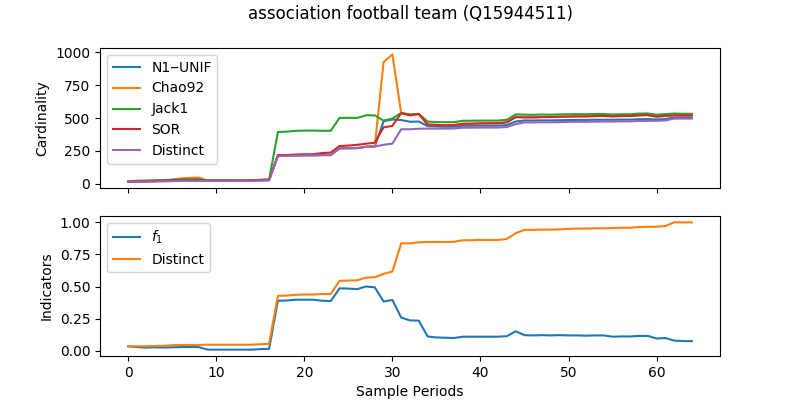 association football team (Q15944511)
Cardinality
1000
750
500
250
0
N1−UNIF
Chao92
Jack1
SOR
Distinct
Indicators
1.00
0.75
0.50
0.25
0.00
f1
Distinct
0 10 20 30 40 50 60
Sample Periods